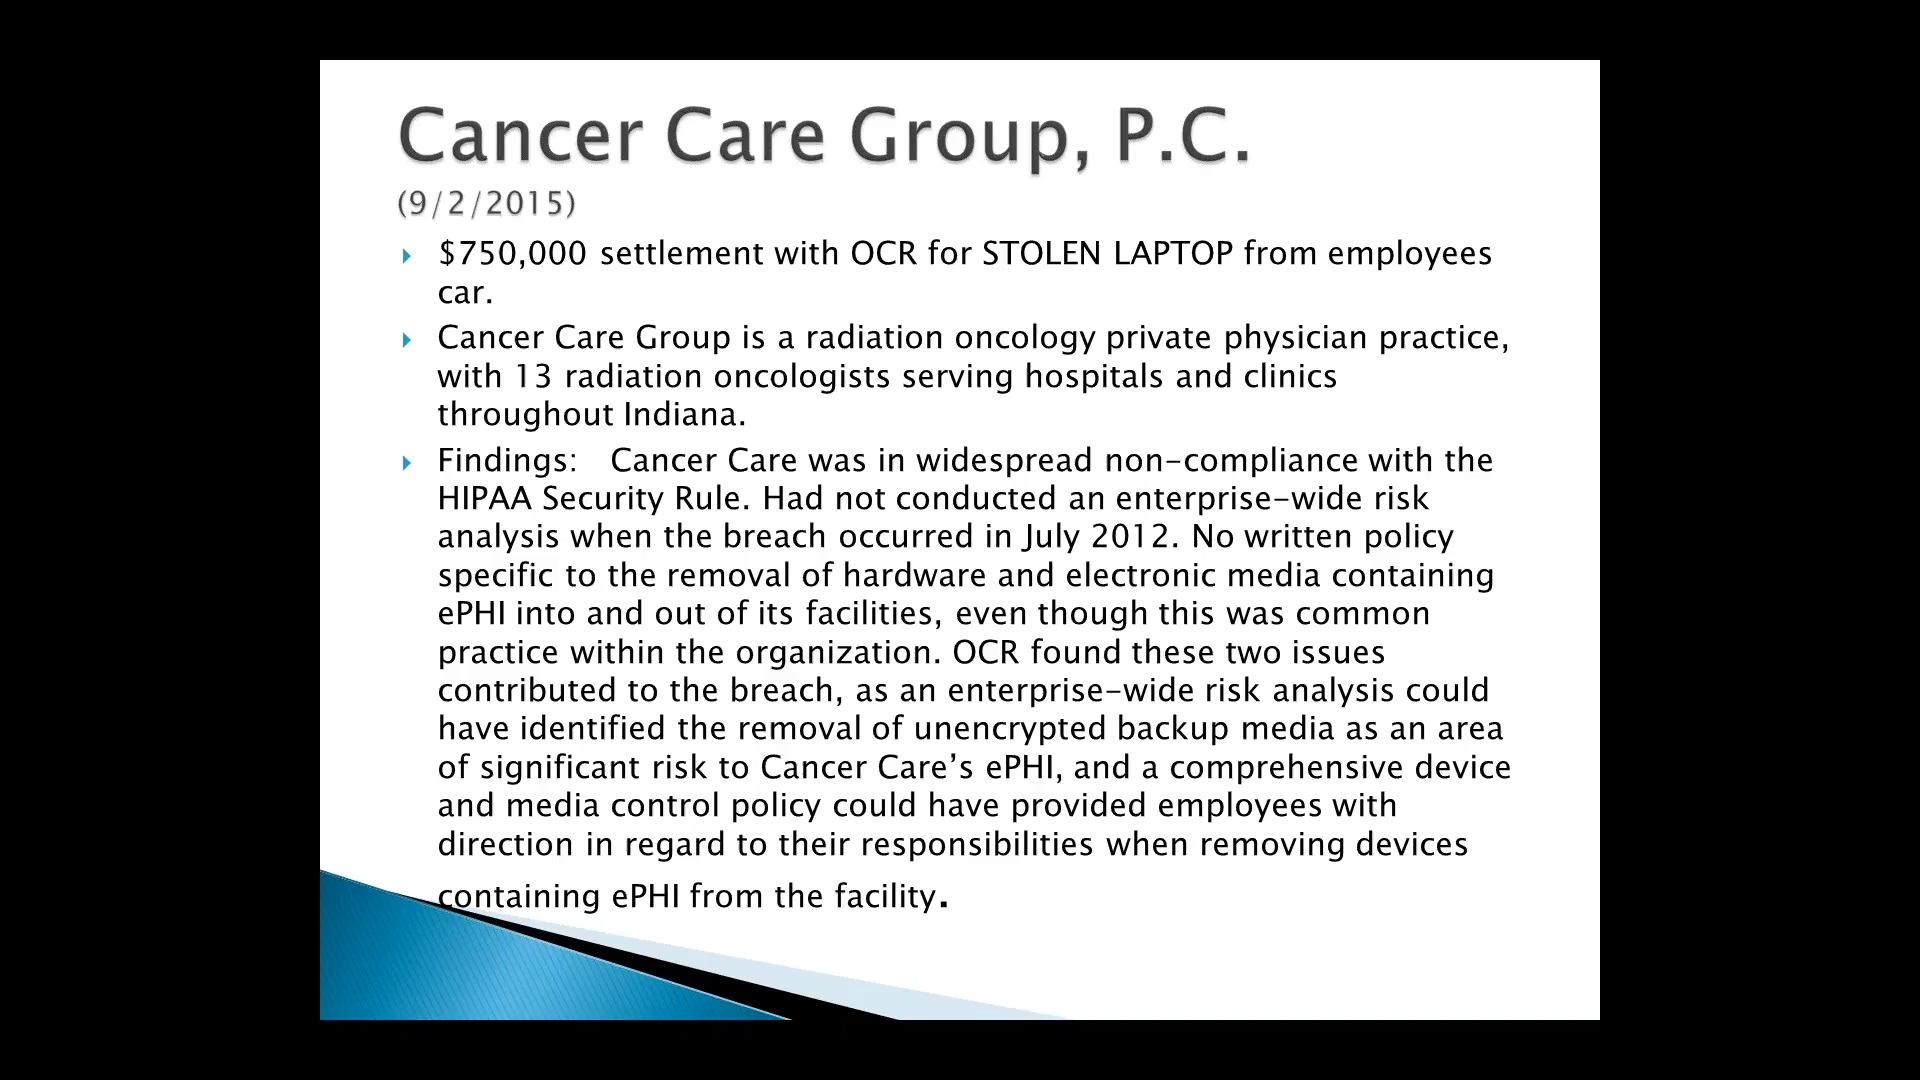 Cancer Care Group, P.C.
(9/2/2015)
$750,000 settlement with OCR for STOLEN LAPTOP from employees
car.
Cancer Care Group is a radiation oncology private physician practice,
with 13 radiation oncologists serving hospitals and clinics
throughout Indiana.
Findings: Cancer Care was in widespread non-compliance with the
HIPAA Security Rule. Had not conducted an enterprise-wide risk
analysis when the breach occurred in July 2012. No written policy
specific to the removal of hardware and electronic media containing
ePHI into and out of its facilities, even though this was common
practice within the organization. OCR found these two issues
contributed to the breach, as an enterprise-wide risk analysis could
have identified the removal of unencrypted backup media as an area
of significant risk to Cancer Care’s ePHI, and a comprehensive device
and media control policy could have provided employees with
direction in regard to their responsibilities when removing devices
containing ePHI from the facility.